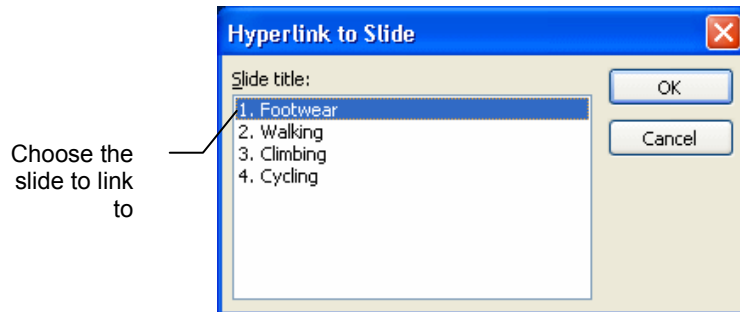 Hyperlink to Slide
Slide title:
OK
1. Footwear
2. Walking
Cancel
3. Climbing
4. Cycling
Choose the
slide to link
to